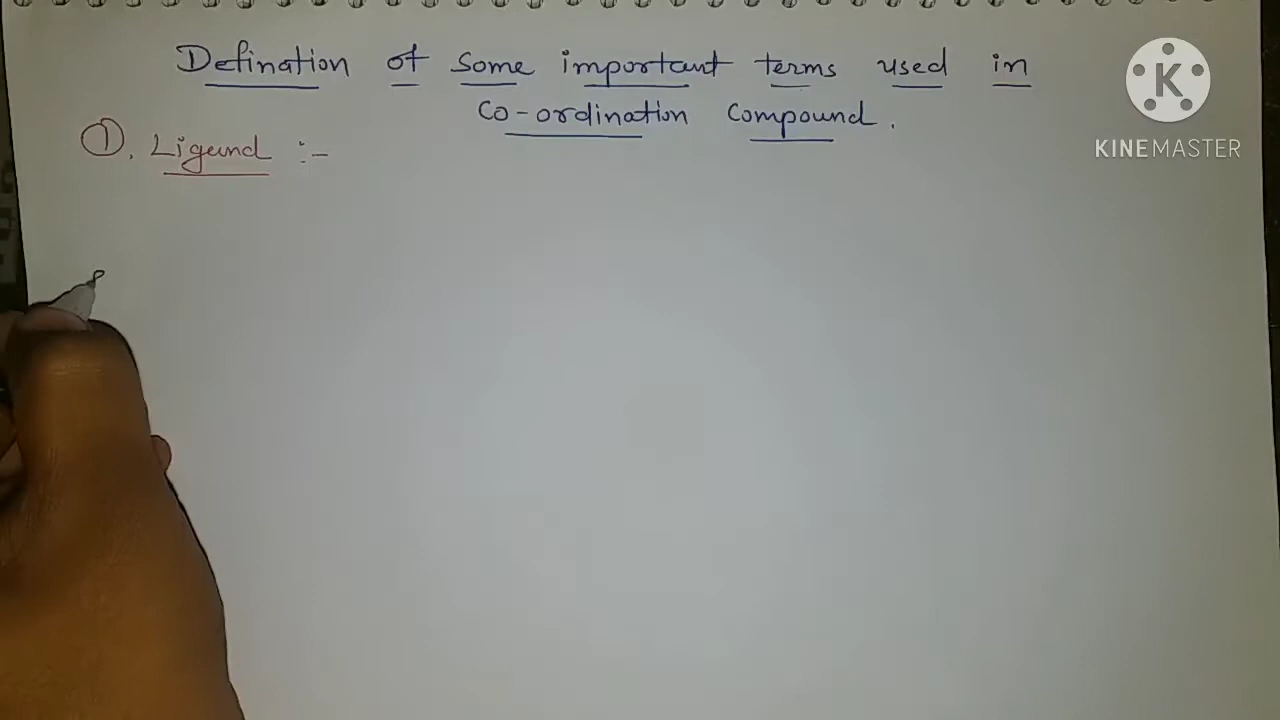 Defination of Some important terms used in
Co-ordination Compound.
①. Ligand :-
K
KINEMASTER